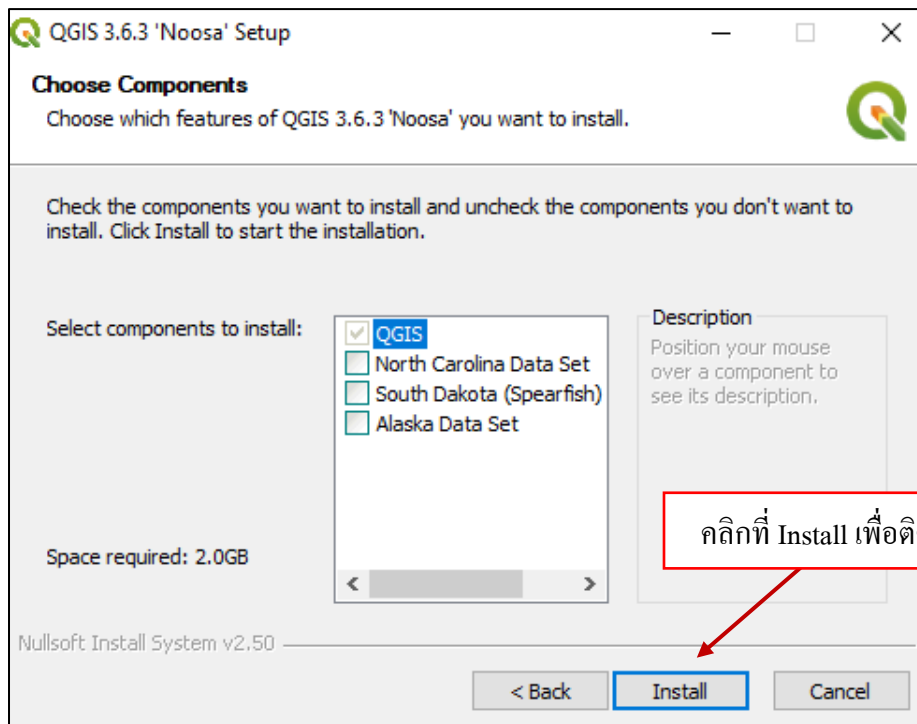 QGIS 3.6.3 'Noosa' Setup
Choose Components
Choose which features of QGIS 3.6.3 'Noosa' you want to install.
Check the components you want to install and uncheck the components you don't want to
install. Click Install to start the installation.
Select components to install:
QGIS
North Carolina Data Set
South Dakota (Spearfish)
Alaska Data Set
Description
Position your mouse
over a component to
see its description.
คลิกที่ Install เพื่อ
Space required: 2.0GB
Nullsoft Install System v2.50
< Back
Install
Cancel